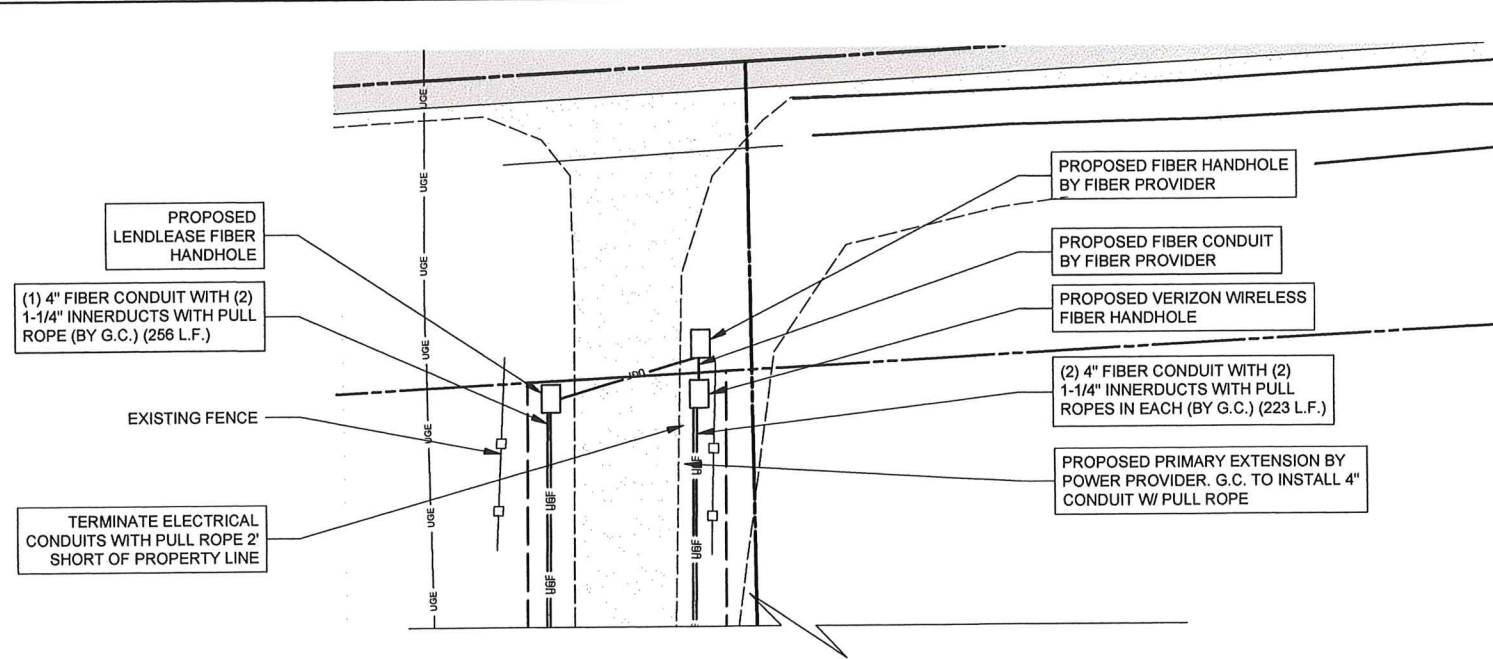 PROPOSED
LENDLEASE FIBER
HANDHOLE
(1) 4" FIBER CONDUIT WITH (2)
1-1/4" INNERDUCTS WITH PULL
ROPE (BY G.C.) (256 L.F.)
EXISTING FENCE
TERMINATE ELECTRICAL
CONDUITS WITH PULL ROPE 2'
SHORT OF PROPERTY LINE
UGE
UGE
UGE
UGE
UGE
UGE
UGE
UGE
UGF
UGF
UGF
UGF
PROPOSED FIBER HANDHOLE
BY FIBER PROVIDER
PROPOSED FIBER CONDUIT
BY FIBER PROVIDER
PROPOSED VERIZON WIRELESS
FIBER HANDHOLE
(2) 4" FIBER CONDUIT WITH (2)
1-1/4" INNERDUCTS WITH PULL
ROPES IN EACH (BY G.C.) (223 L.F.)
PROPOSED PRIMARY EXTENSION BY
POWER PROVIDER. G.C. TO INSTALL 4"
CONDUIT W/ PULL ROPE